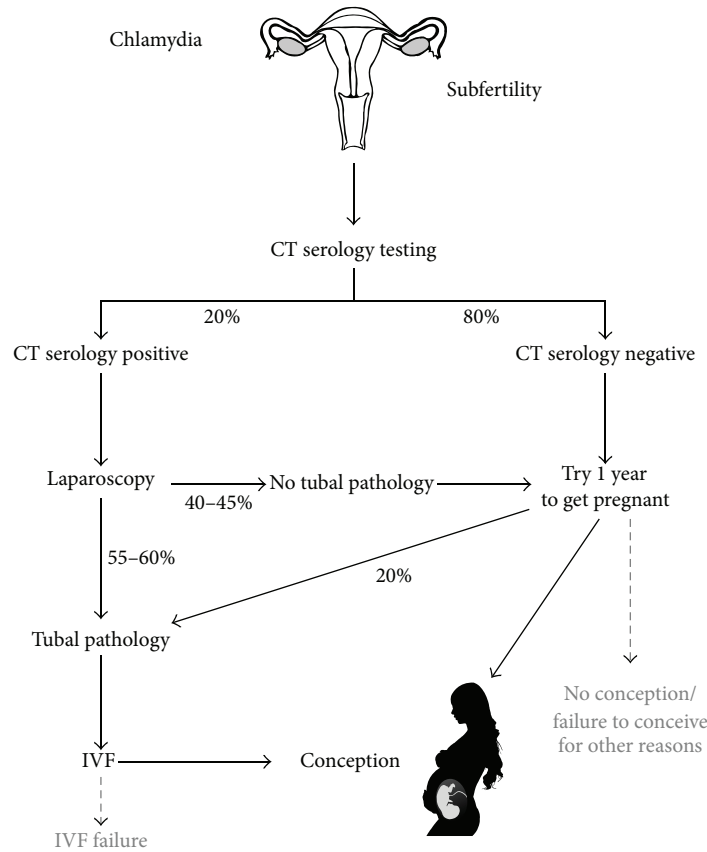 Chlamydia
Subfertility
CT serology testing
20%
80%
CT serology positive
CT serology negative
Laparoscopy
40–45%
No tubal pathology
Try 1 year
to get pregnant
55–60%
20%
Tubal pathology
No conception/
failure to conceive
for other reasons
IVF
Conception
IVF failure